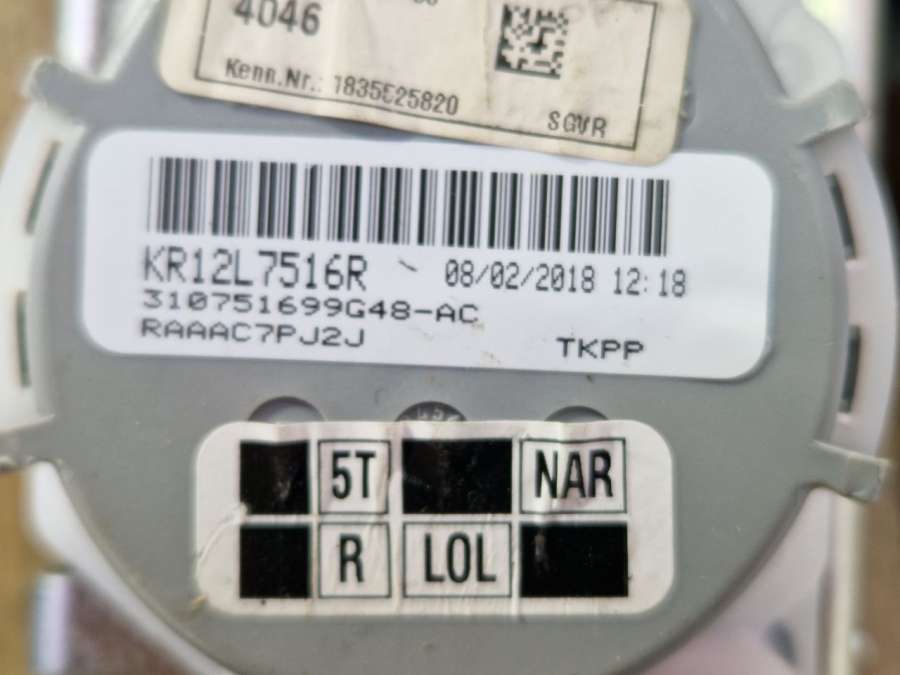 4046
Kenn.Nr.: 1835E25820
SGVR
KR12L7516R 08/02/2018 12:18
310751699G48-AC
RAAAC7PJ2J TKPP
5T NAR
R LOL